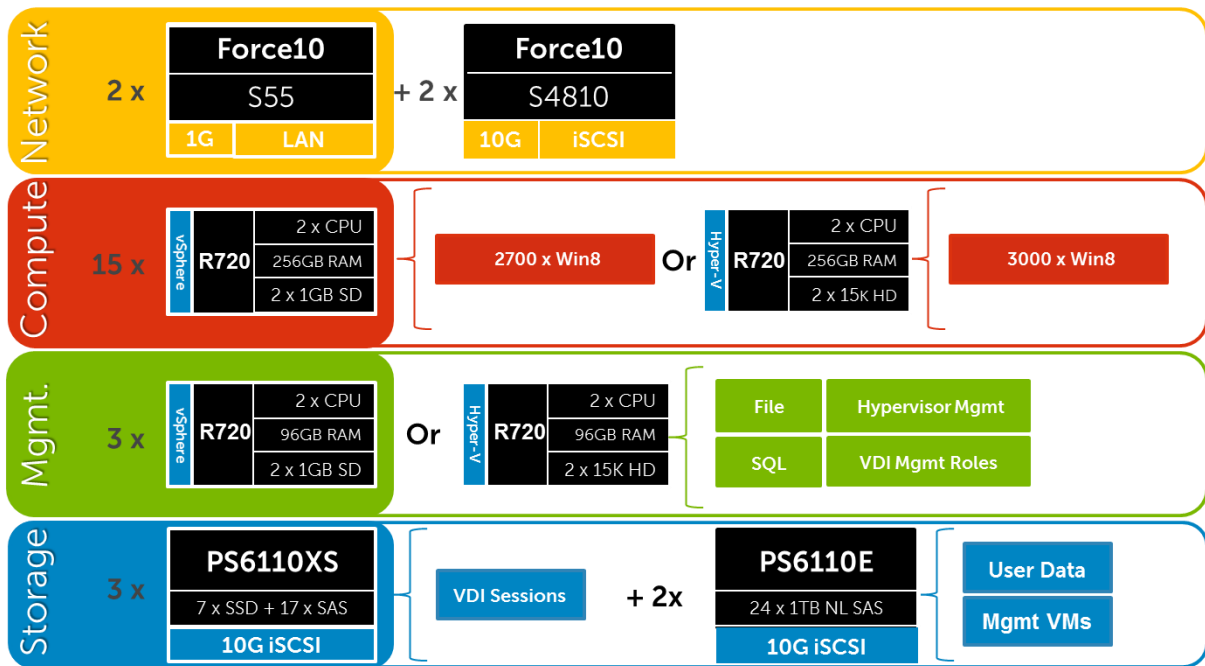 Network
2 x
Force10
S55
1G
LAN
+ 2 x
Force10
S4810
10G
iSCSI
Compute
15 x
vSphere
R720
2 x CPU
256GB RAM
2 x 1GB SD
2700 x Win8
Or
Hyper-V
R720
2 x CPU
256GB RAM
2 x 15K HD
3000 x Win8
Mgmt.
3 x
vSphere
R720
2 x CPU
96GB RAM
2 x 1GB SD
Or
Hyper-V
R720
2 x CPU
96GB RAM
2 x 15K HD
File
Hypervisor Mgmt
SQL
VDI Mgmt Roles
Storage
3 x
PS6110XS
7 x SSD + 17 x SAS
10G iSCSI
VDI Sessions
+ 2x
PS6110E
24 x 1TB NL SAS
10G iSCSI
User Data
Mgmt VMs